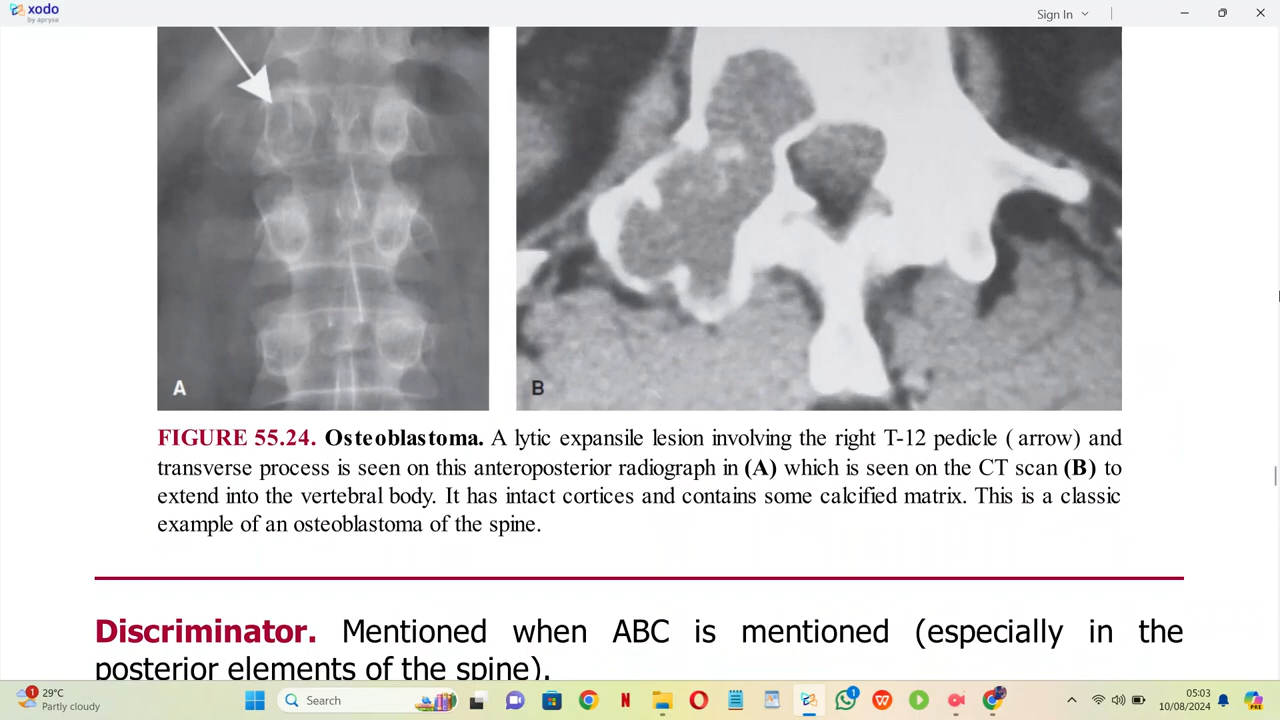 xodo
by apryse
Sign In
A
B
FIGURE 55.24. Osteoblastoma. A lytic expansile lesion involving the right T-12 pedicle (arrow) and
transverse process is seen on this anteroposterior radiograph in (A) which is seen on the CT scan (B) to
extend into the vertebral body. It has intact cortices and contains some calcified matrix. This is a classic
example of an osteoblastoma of the spine.
Discriminator. Mentioned when ABC is mentioned (especially in the
posterior elements of the spine).
1
29°C
Partly cloudy
Search
1
05:03
10/08/2024
PRE